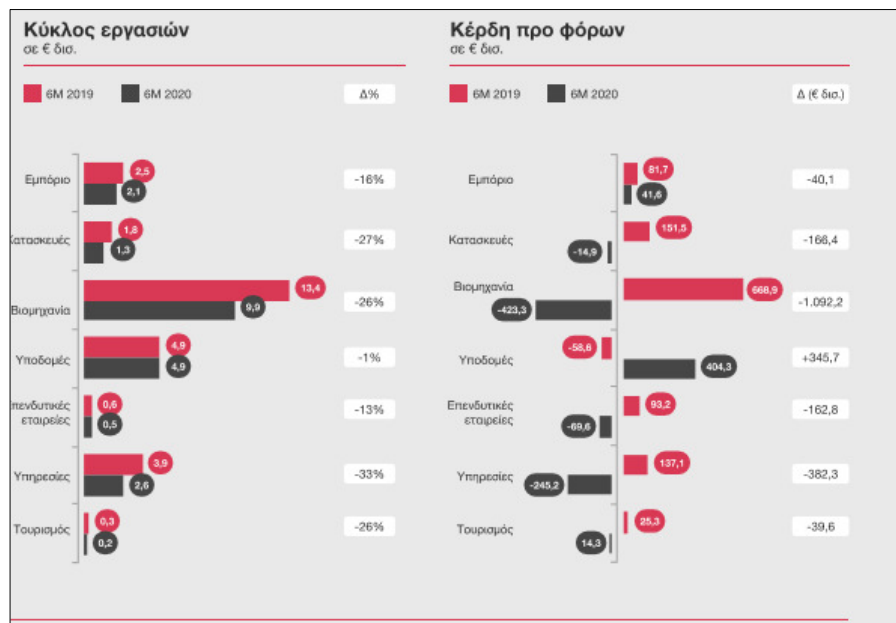 Κύκλος εργασιών
σε € δισ.
6Μ 2019
6Μ 2020
Δ%
Εμπόριο
2,5
2,1
-16%
Κατασκευές
1,8
1,3
-27%
Βιομηχανία
13,4
9,9
-26%
Υποδομές
4,9
4,9
-1%
Επενδυτικές
εταιρείες
0,6
0,5
-13%
Υπηρεσίες
3,9
2,6
-33%
Τουρισμός
0,3
0,2
-26%
Κέρδη προ φόρων
σε € δισ.
6Μ 2019
6Μ 2020
Δ (€ δισ.)
Εμπόριο
81,7
41,6
-40,1
Κατασκευές
151,5
-14,9
-166,4
Βιομηχανία
668,9
-423,3
-1.092,2
Υποδομές
-58,6
404,3
+345,7
Επενδυτικές
εταιρείες
93,2
-69,6
-162,8
Υπηρεσίες
137,1
-245,2
-382,3
Τουρισμός
25,3
14,3
-39,6